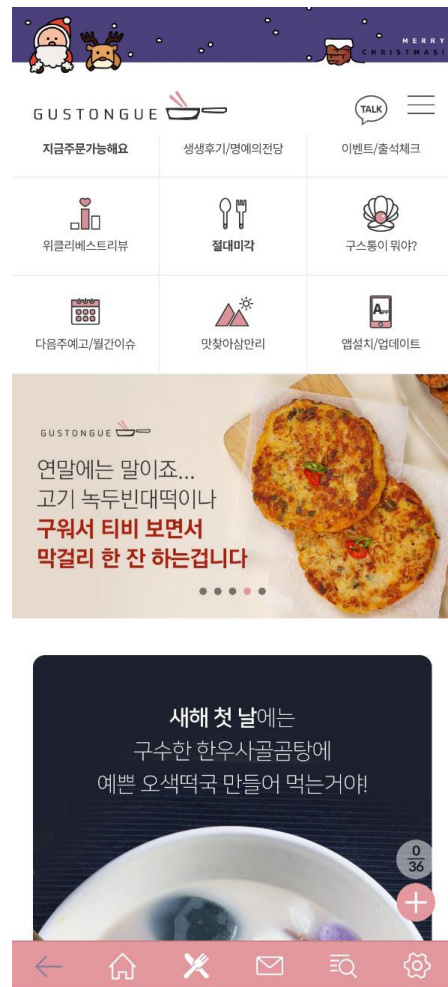 MERRY
CHRISTMAS!
GUSTONGUE
TALK
지금주문가능해요
생생후기/명예의전당
이벤트/출석체크
위클리베스트리뷰
절대미각
구스통이 뭐야?
다음주예고/월간이슈
맛찾아삼만리
앱설치/업데이트
APP
GUSTONGUE
연말에는 말이죠...
고기 녹두빈대떡이나
구워서 티비 보면서
막걸리 한 잔 하는겁니다
새해 첫 날에는
구수한 한우사골곰탕에
예쁜 오색떡국 만들어 먹는거야!
0
36